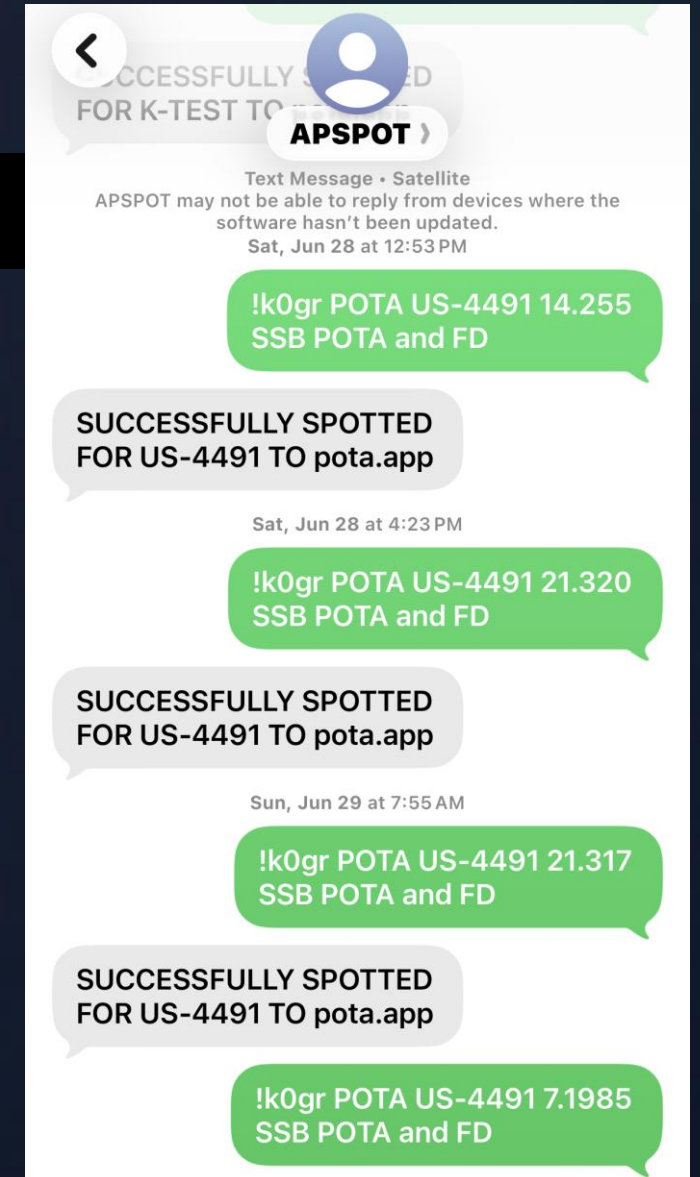 SUCCESSFULLY
FOR K-TEST TO
APSPOT
Text Message • Satellite
APSPOT may not be able to reply from devices where the
software hasn't been updated.
Sat, Jun 28 at 12:53 PM
!k0gr POTA US-4491 14.255
SSB POTA and FD
SUCCESSFULLY SPOTTED
FOR US-4491 TO pota.app
Sat, Jun 28 at 4:23 PM
!k0gr POTA US-4491 21.320
SSB POTA and FD
SUCCESSFULLY SPOTTED
FOR US-4491 TO pota.app
Sun, Jun 29 at 7:55 AM
!k0gr POTA US-4491 21.317
SSB POTA and FD
SUCCESSFULLY SPOTTED
FOR US-4491 TO pota.app
!k0gr POTA US-4491 7.1985
SSB POTA and FD